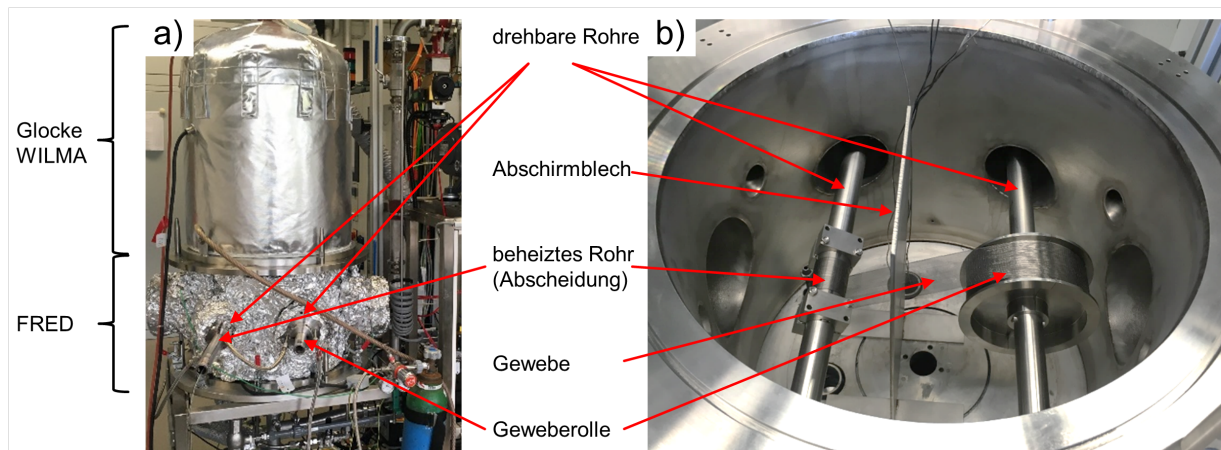 a)
b)
drehbare Rohre
Glocke
WILMA
Abschirmblech
beheiztes Rohr
(Abscheidung)
FRED
Gewebe
Geweberolle